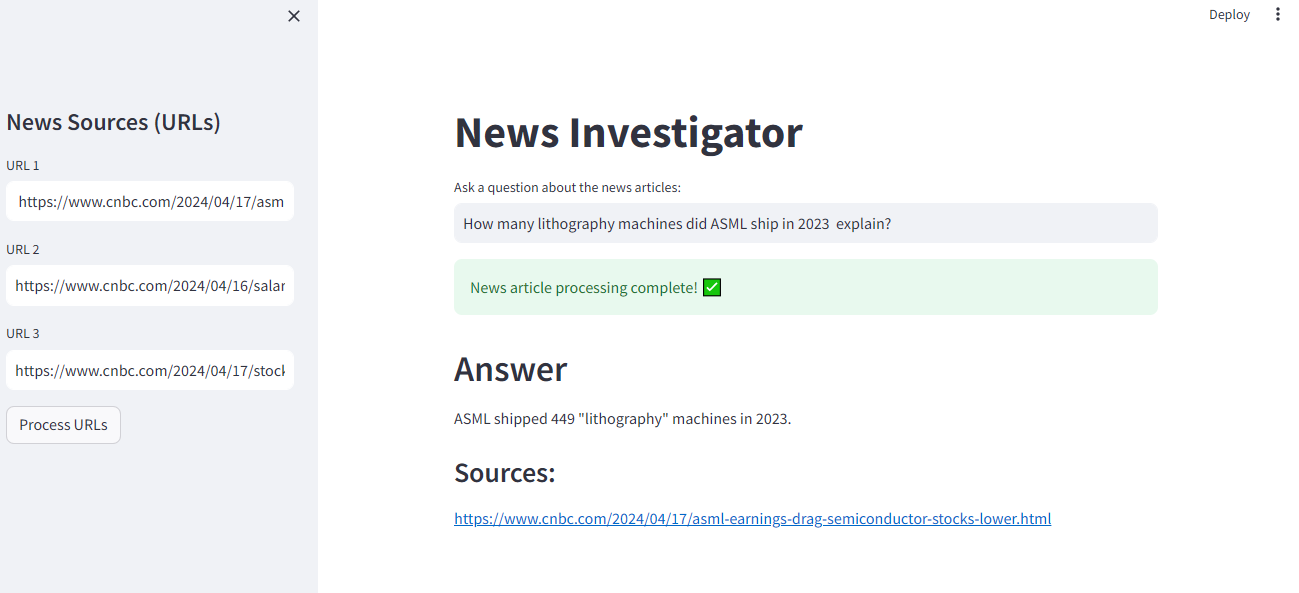 Deploy
News Sources (URLs)
URL 1
https://www.cnbc.com/2024/04/17/asm
URL 2
https://www.cnbc.com/2024/04/16/salar
URL 3
https://www.cnbc.com/2024/04/17/stock
Process URLs
News Investigator
Ask a question about the news articles:
How many lithography machines did ASML ship in 2023  explain?
News article processing complete! ✅
Answer
ASML shipped 449 "lithography" machines in 2023.
Sources:
https://www.cnbc.com/2024/04/17/asml-earnings-drag-semiconductor-stocks-lower.html